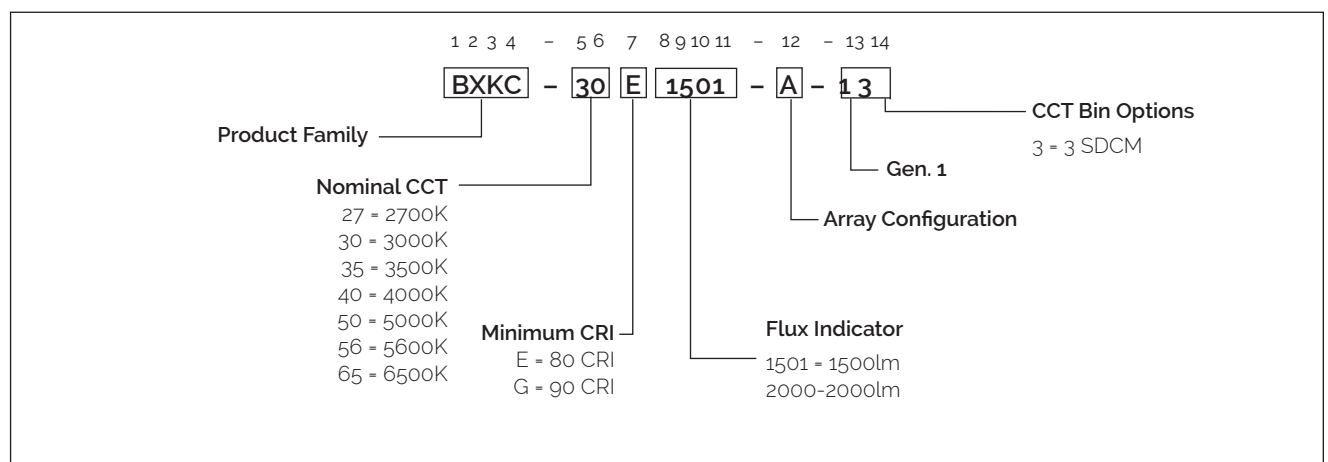 1 2 3 4 – 5 6 7 8 9 10 11 – 12 – 13 14
BXKC – 30 E 1501 – A – 1 3
CCT Bin Options
3 = 3 SDCM
Product Family
Gen. 1
Nominal CCT
27 = 2700K
30 = 3000K
35 = 3500K
40 = 4000K
50 = 5000K
56 = 5600K
65 = 6500K
Array Configuration
Minimum CRI
E = 80 CRI
G = 90 CRI
Flux Indicator
1501 = 1500lm
2000-2000lm